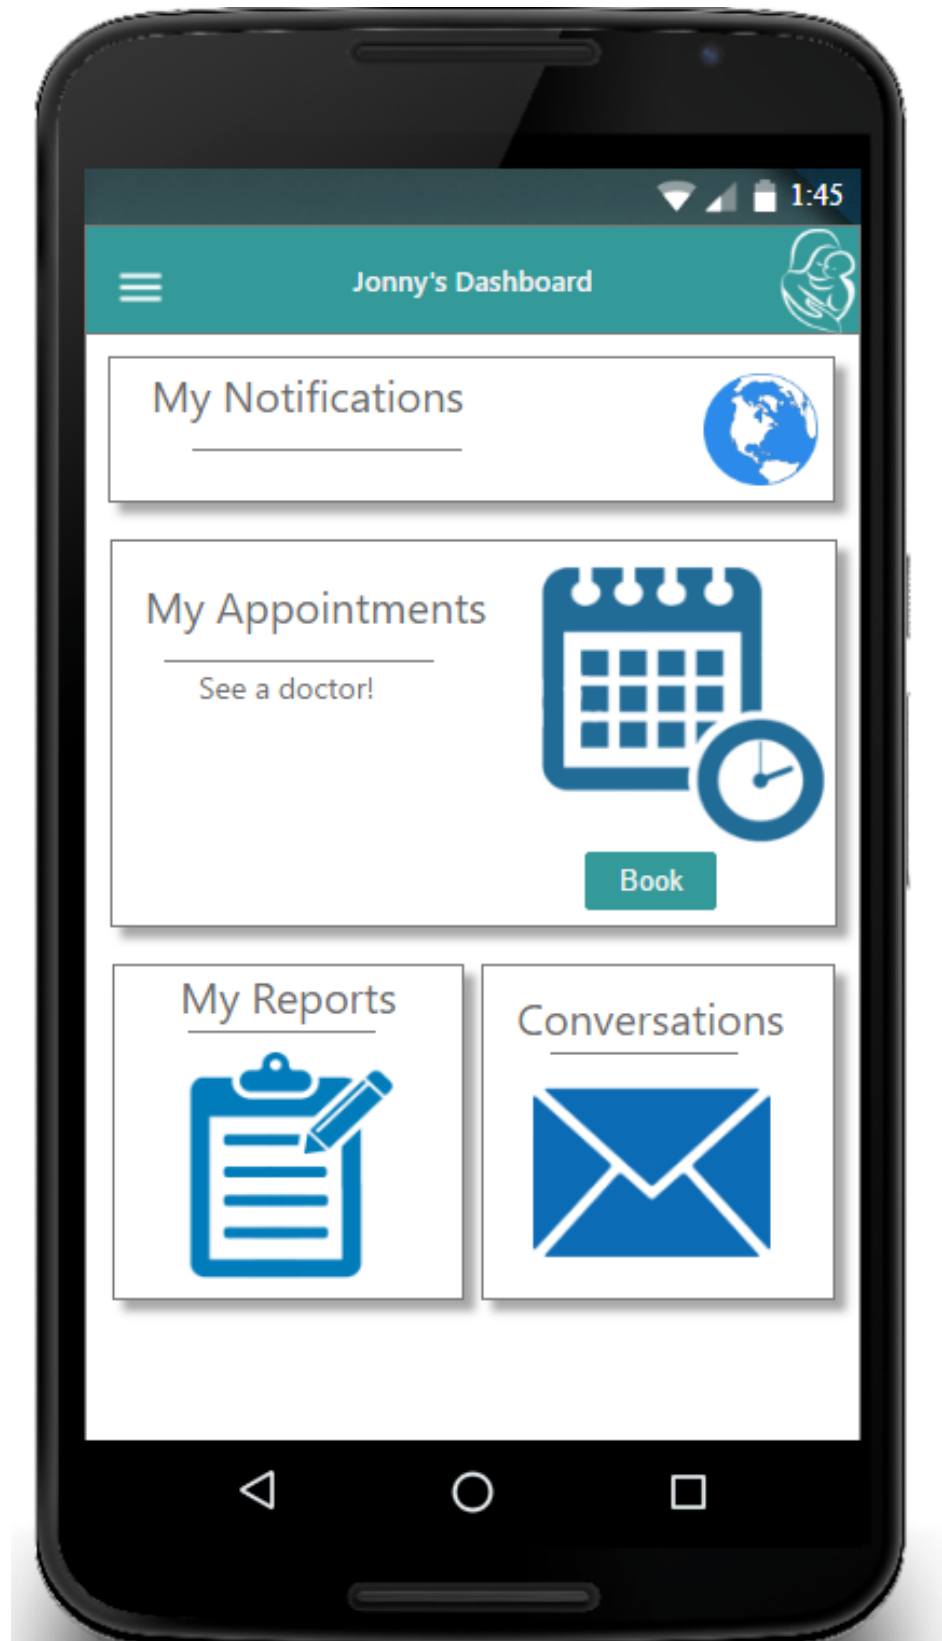 1:45
Jonny's Dashboard
My Notifications
My Appointments
See a doctor!
Book
My Reports
Conversations